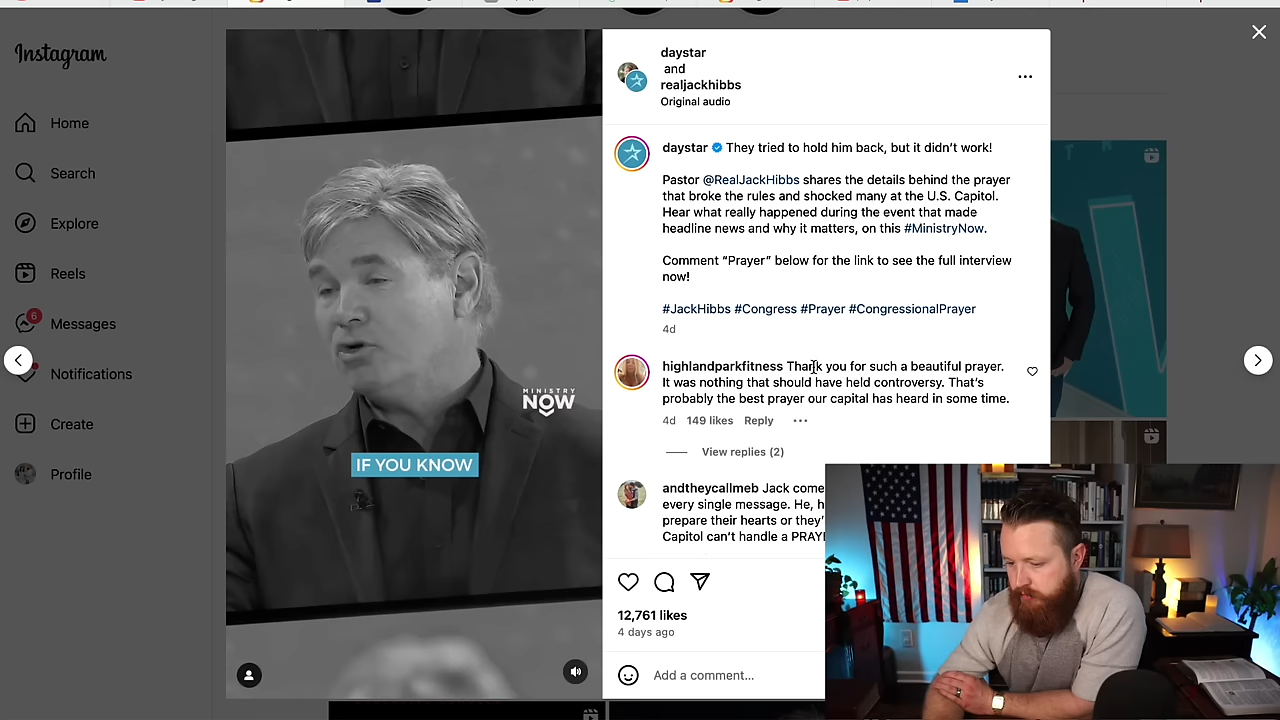 Instagram
Home
Search
Explore
Reels
6
Messages
Notifications
Create
Profile
MINISTRY
NOW
IF YOU KNOW
daystar
and
realjackhibbs
Original audio
daystar They tried to hold him back, but it didn't work!
Pastor @RealJackHibbs shares the details behind the prayer
that broke the rules and shocked many at the U.S. Capitol.
Hear what really happened during the event that made
headline news and why it matters, on this #MinistryNow.
Comment “Prayer” below for the link to see the full interview
now!
#JackHibbs #Congress #Prayer #CongressionalPrayer
4d
highlandparkfitness Thank you for such a beautiful prayer.
It was nothing that should have held controversy. That's
probably the best prayer our capital has heard in some time.
4d 149 likes Reply
View replies (2)
andtheycallmeb Jack come
every single message. He, h
prepare their hearts or they'
Capitol can't handle a PRAY
12,761 likes
4 days ago
Add a comment...